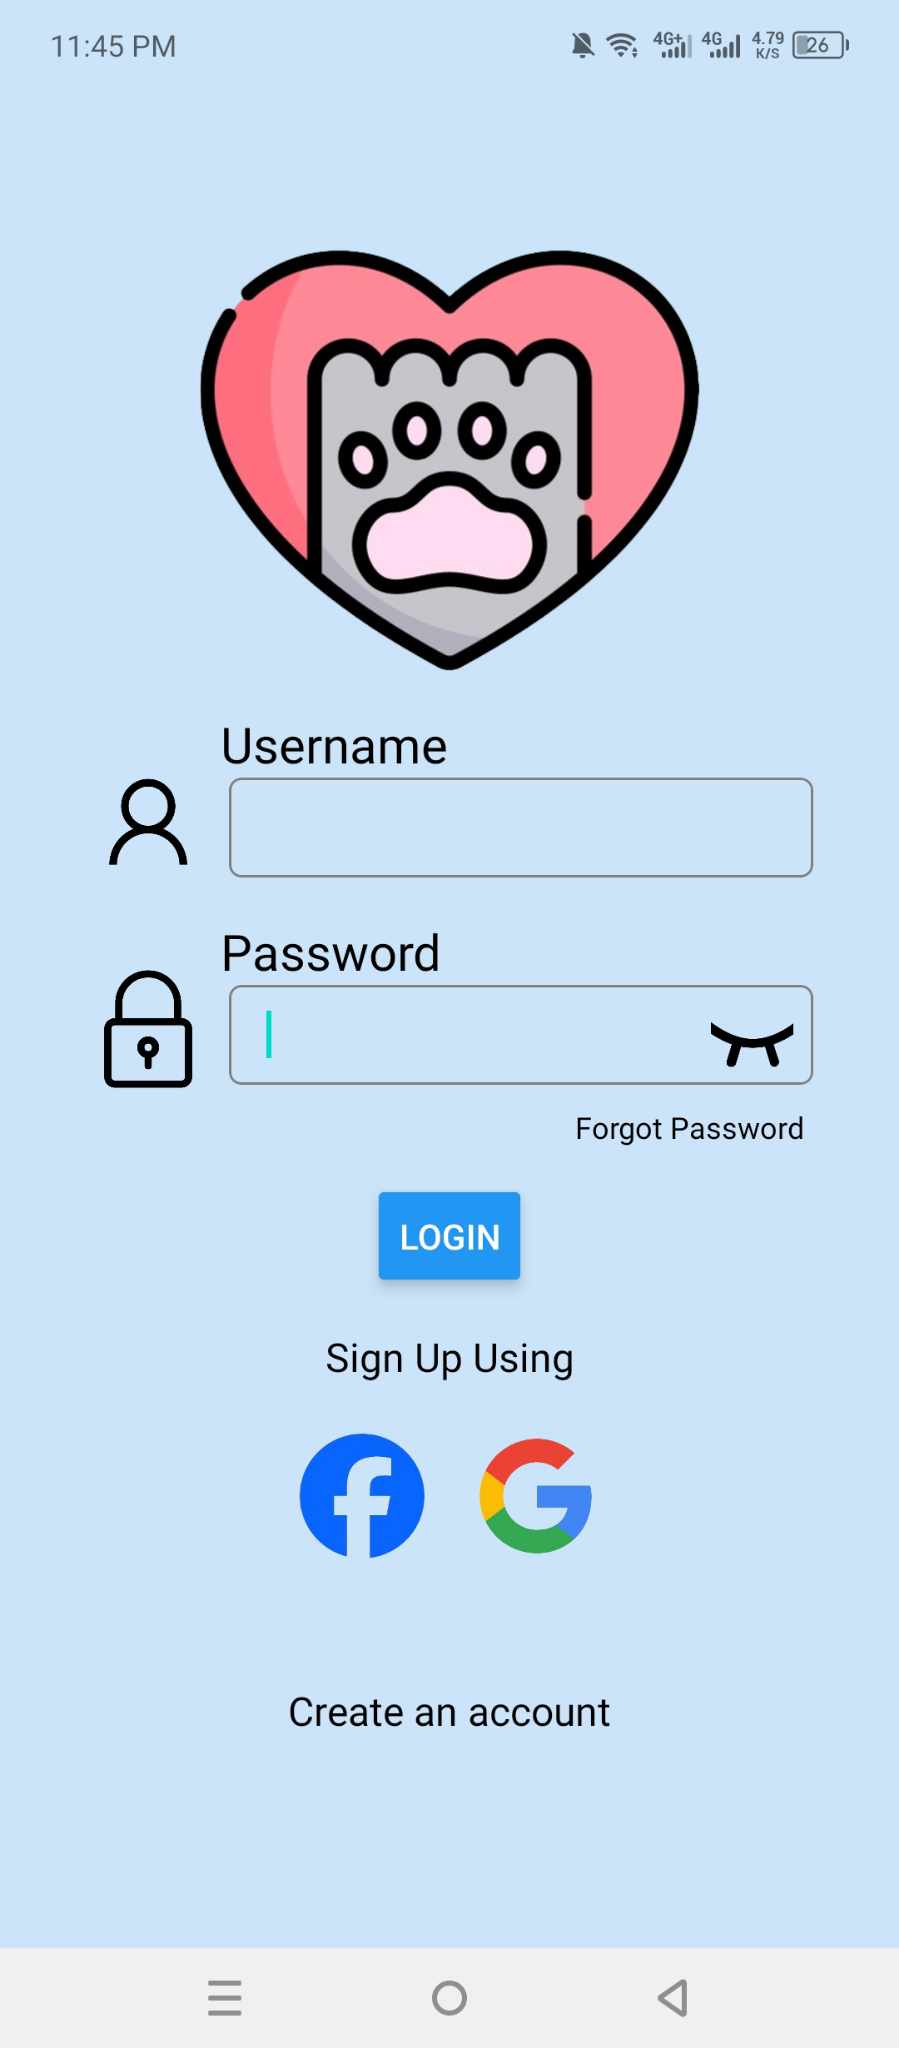 11:45 PM 4G+ 4G 4.79 K/S 26
Username
Password
Forgot Password
LOGIN
Sign Up Using
Create an account